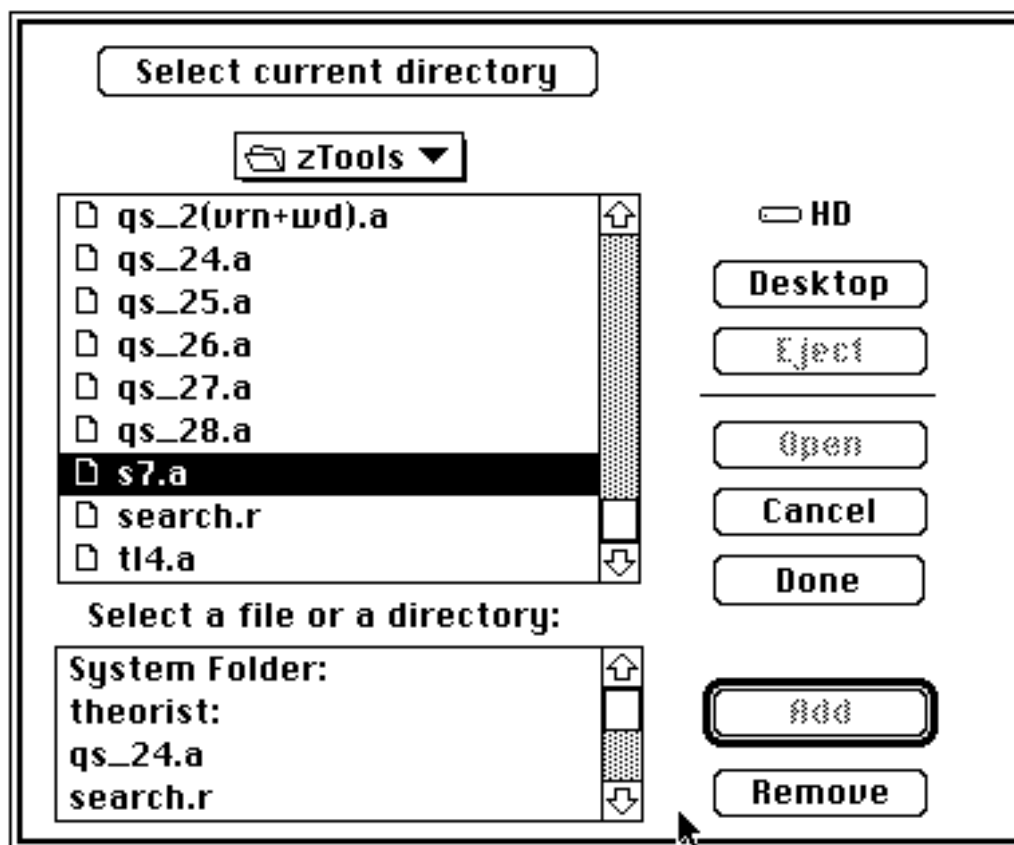 Select current directory
zTools
qs_2(vrn+wd).a
qs_24.a
qs_25.a
qs_26.a
qs_27.a
qs_28.a
s7.a
search.r
tl4.a
HD
Desktop
Eject
Open
Cancel
Done
Select a file or a directory:
System Folder:
theorist:
qs_24.a
search.r
Add
Remove